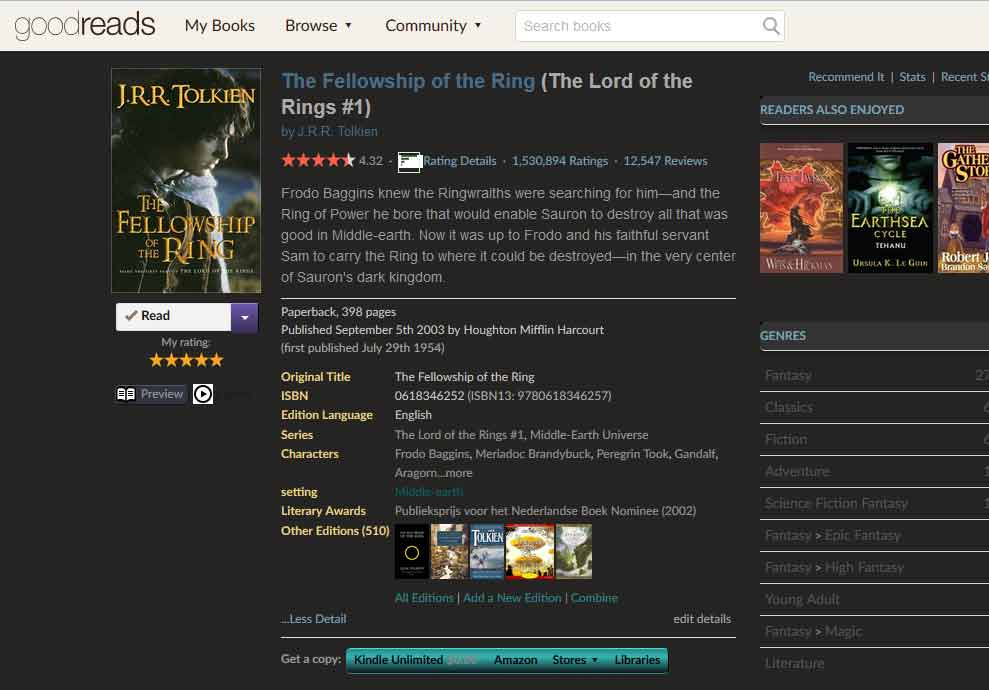 goodreads My Books Browse ▼ Community ▼ Search books
Recommend It | Stats | Recent St
J.R.R. TOLKIEN
THE FELLOWSHIP OF THE RING
The Fellowship of the Ring (The Lord of the
Rings #1)
by J.R.R. Tolkien
4.32 · Rating Details · 1,530,894 Ratings · 12,547 Reviews
Frodo Baggins knew the Ringwraiths were searching for him—and the
Ring of Power he bore that would enable Sauron to destroy all that was
good in Middle-earth. Now it was up to Frodo and his faithful servant
Sam to carry the Ring to where it could be destroyed—in the very center
of Sauron's dark kingdom.
Paperback, 398 pages
Published September 5th 2003 by Houghton Mifflin Harcourt
(first published July 29th 1954)
Original Title The Fellowship of the Ring
ISBN 0618346252 (ISBN13: 9780618346257)
Edition Language English
Series The Lord of the Rings #1, Middle-Earth Universe
Characters Frodo Baggins, Meriadoc Brandybuck, Peregrin Took, Gandalf,
Aragorn...more
setting Middle-earth
Literary Awards Publieksprijs voor het Nederlandse Boek Nominee (2002)
Other Editions (510)
TOLKIEN
All Editions | Add a New Edition | Combine
...Less Detail edit details
Get a copy: Kindle Unlimited $0.00 Amazon Stores ▼ Libraries
Read
My rating:
Preview
READERS ALSO ENJOYED
WEIS & HICKMAN
THE EARTHSEA CYCLE
TEHANU
URSULA K. LE GUIN
THE GATHE
STO
Robert J
Brandon Sa
GENRES
Fantasy 27
Classics 6
Fiction 6
Adventure 1
Science Fiction Fantasy 1
Fantasy > Epic Fantasy
Fantasy > High Fantasy
Young Adult
Fantasy > Magic
Literature